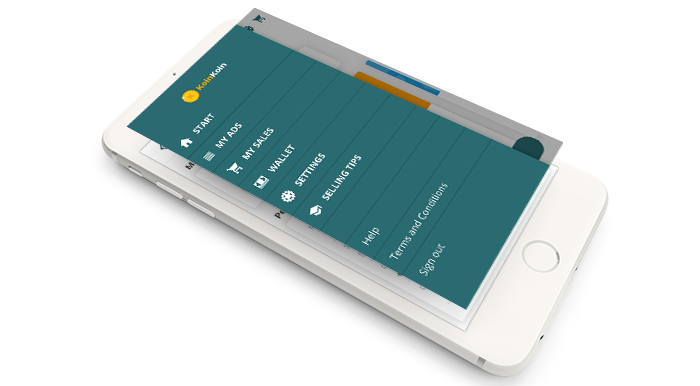 KoinKoin
START
MY ADS
MY SALES
WALLET
SETTINGS
SELLING TIPS
Help
Terms and Conditions
Sign out